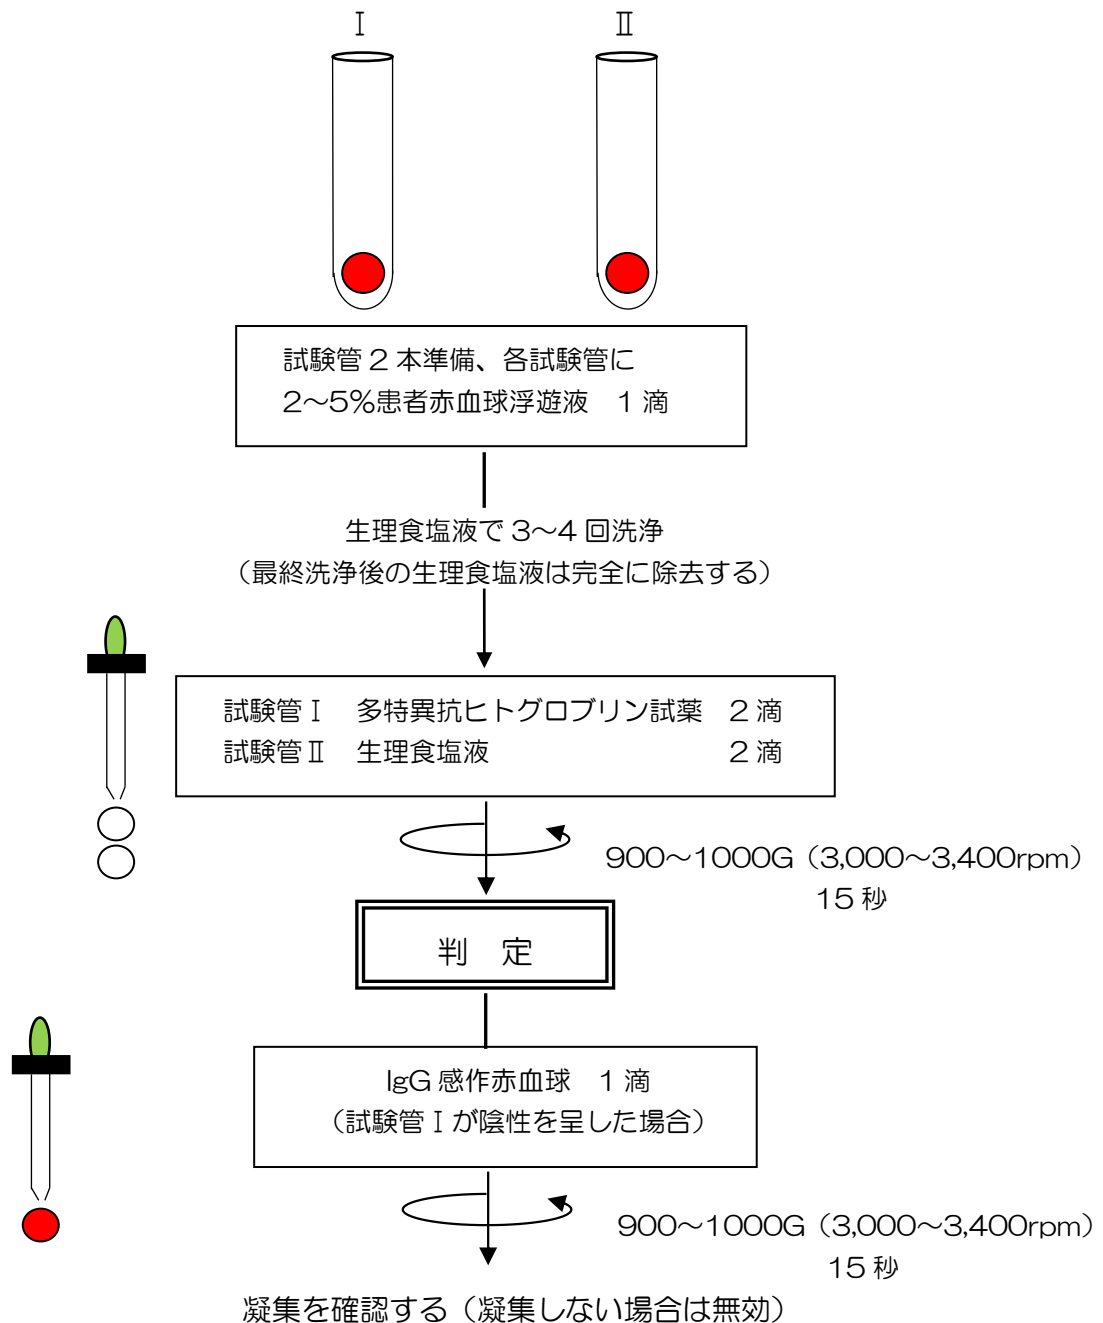 Ⅰ Ⅱ
試験管2本準備、各試験管に
2～5%患者赤血球浮遊液 1滴
生理食塩液で3～4回洗浄
（最終洗浄後の生理食塩液は完全に除去する）
試験管Ⅰ 多特異抗ヒトグロブリン試薬 2滴
試験管Ⅱ 生理食塩液 2滴
900～1000G（3,000～3,400rpm）
15秒
判 定
IgG感作赤血球 1滴
（試験管Ⅰが陰性を呈した場合）
900～1000G（3,000～3,400rpm）
15秒
凝集を確認する（凝集しない場合は無効）